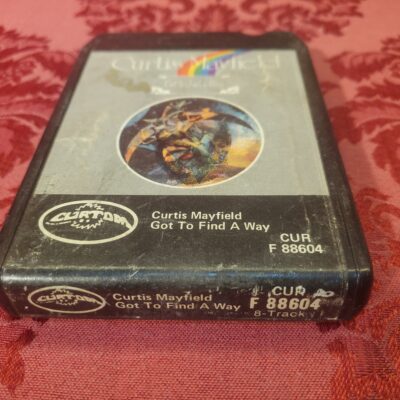 Curtis Mayfield
CURTOM
Curtis Mayfield
Got To Find A Way
CUR
F 88604
CURTOM
Curtis Mayfield
Got To Find A Way
CUR
F 88604
8-Track